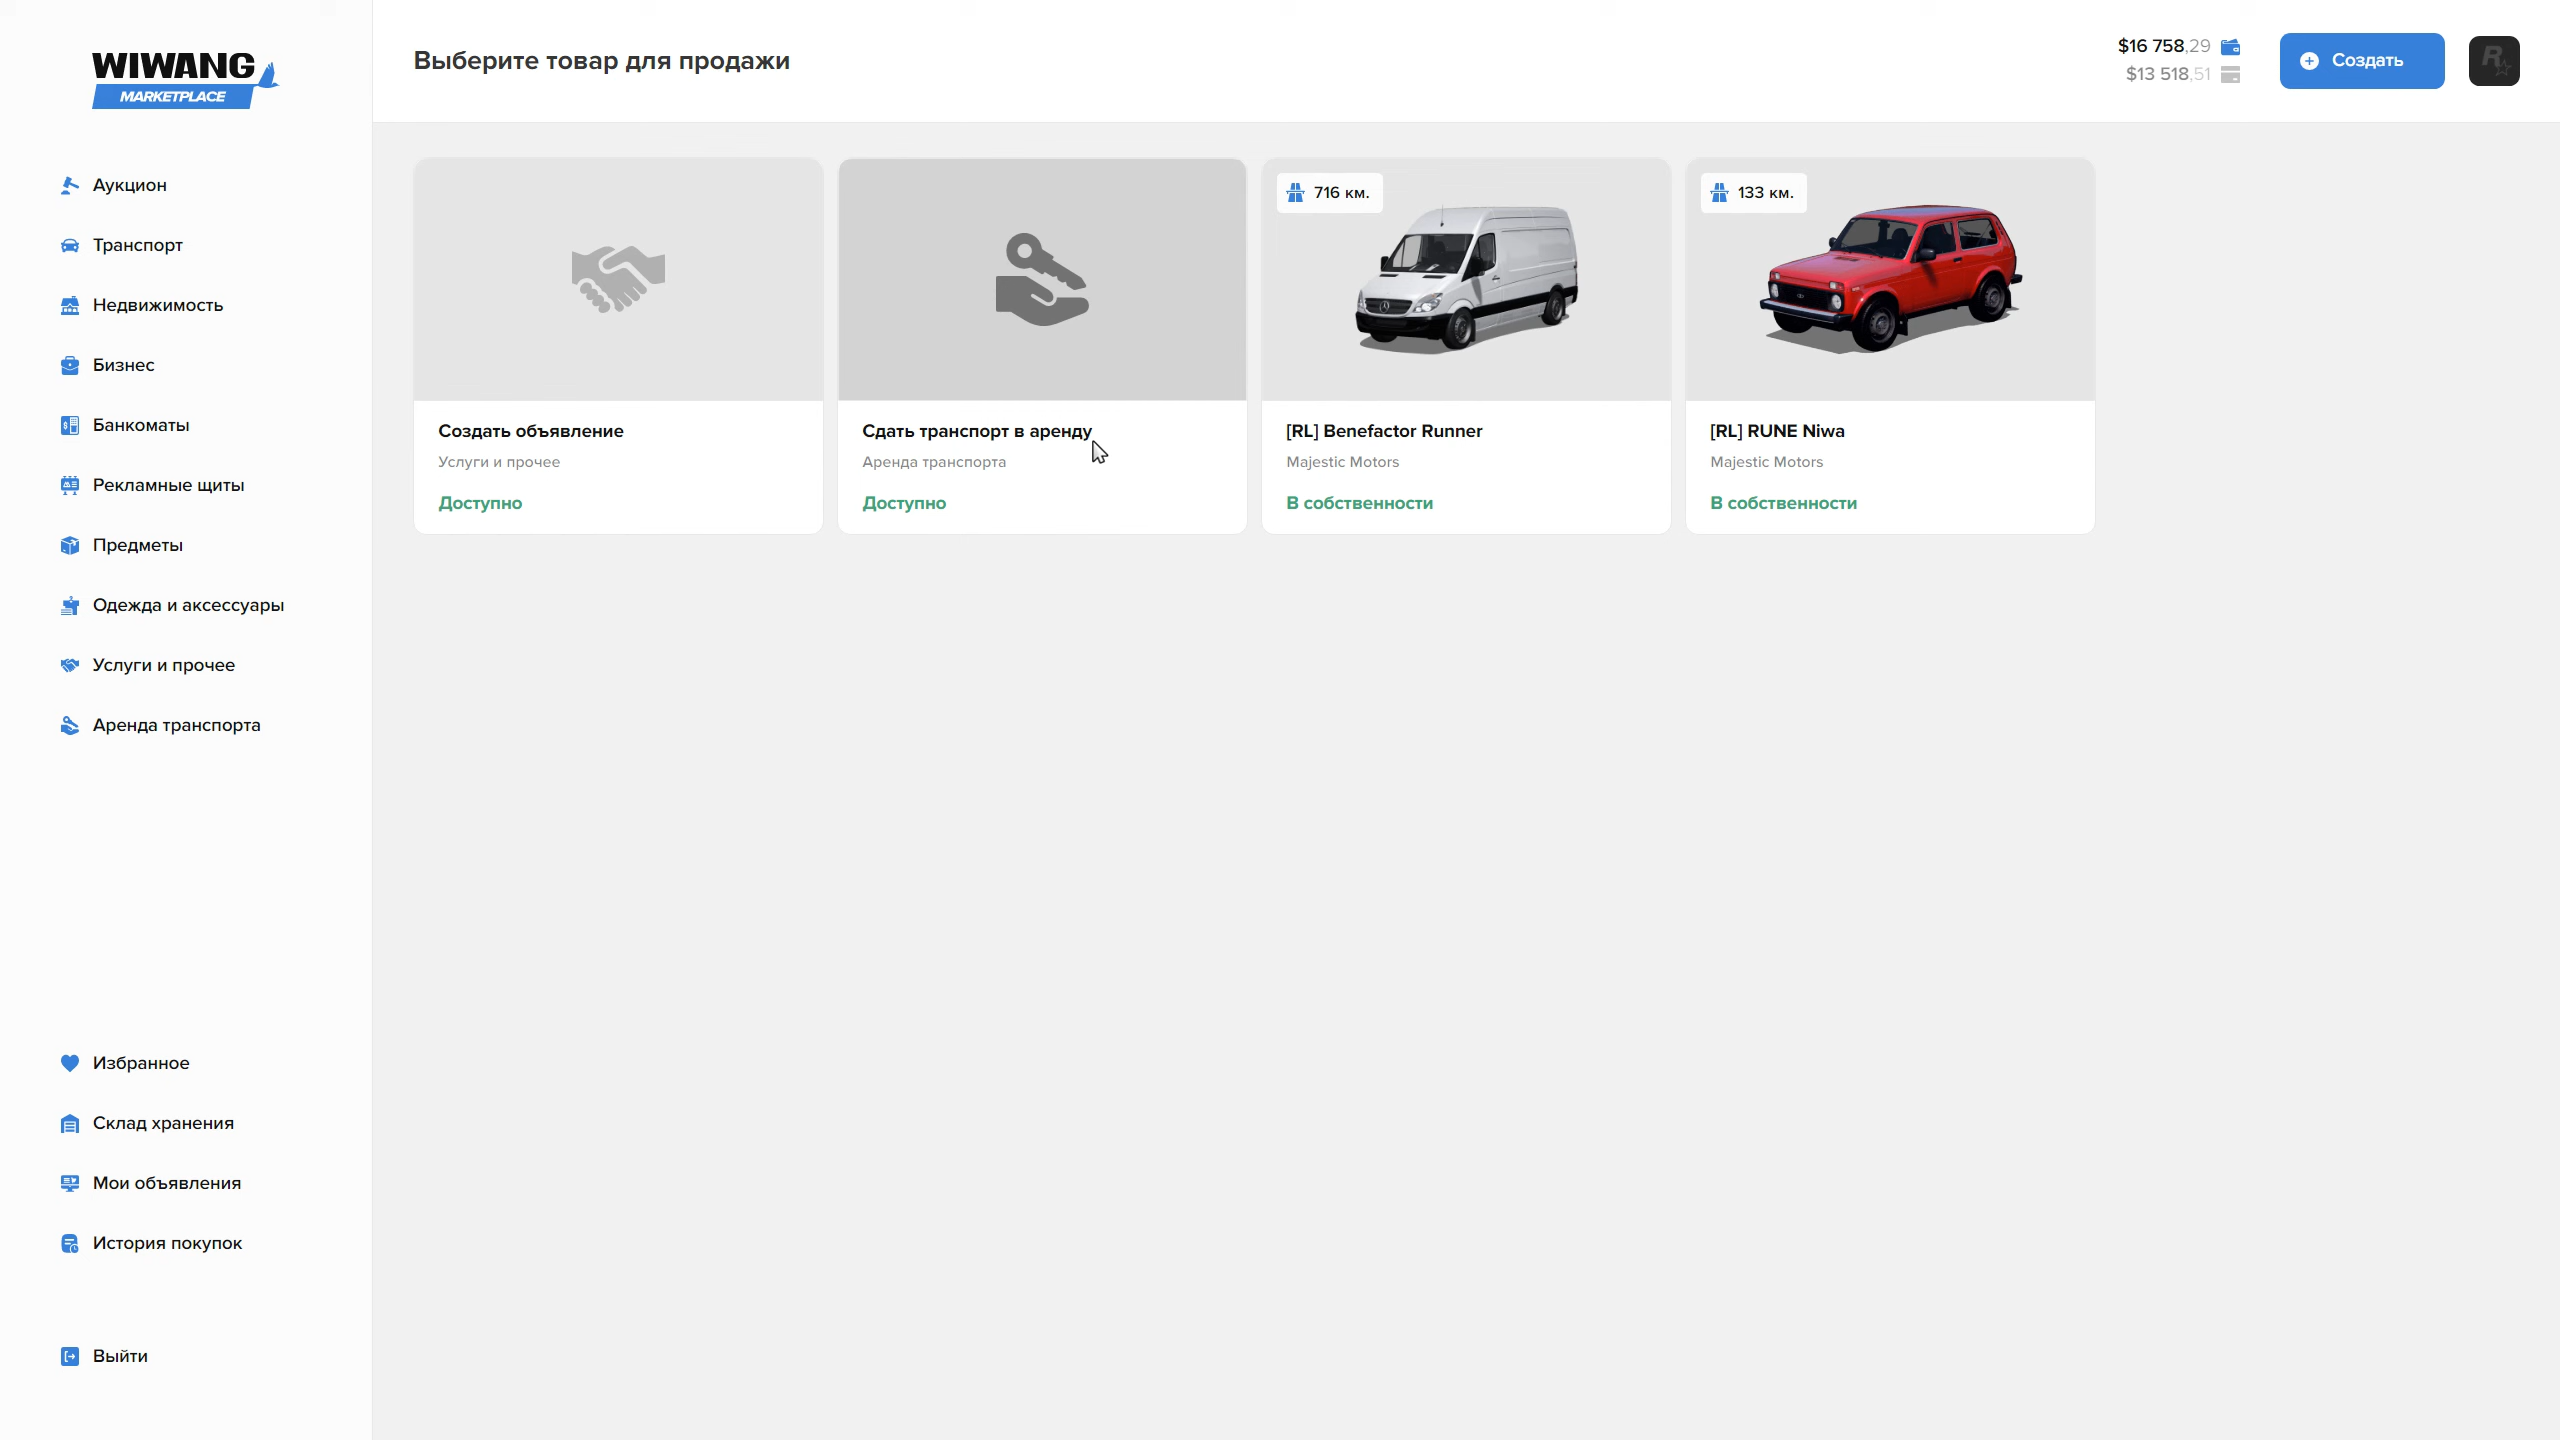 WIWANG
MARKETPLACE
Аукцион
Транспорт
Недвижимость
Бизнес
Банкоматы
Рекламные щиты
Предметы
Одежда и аксессуары
Услуги и прочее
Аренда транспорта
Избранное
Склад хранения
Мои объявления
История покупок
Выйти
Выберите товар для продажи
$16 758,29
$13 518,51
Создать
R
Создать объявление
Услуги и прочее
Доступно
Сдать транспорт в аренду
Аренда транспорта
Доступно
716 км.
[RL] Benefactor Runner
Majestic Motors
В собственности
133 км.
[RL] RUNE Niwa
Majestic Motors
В собственности